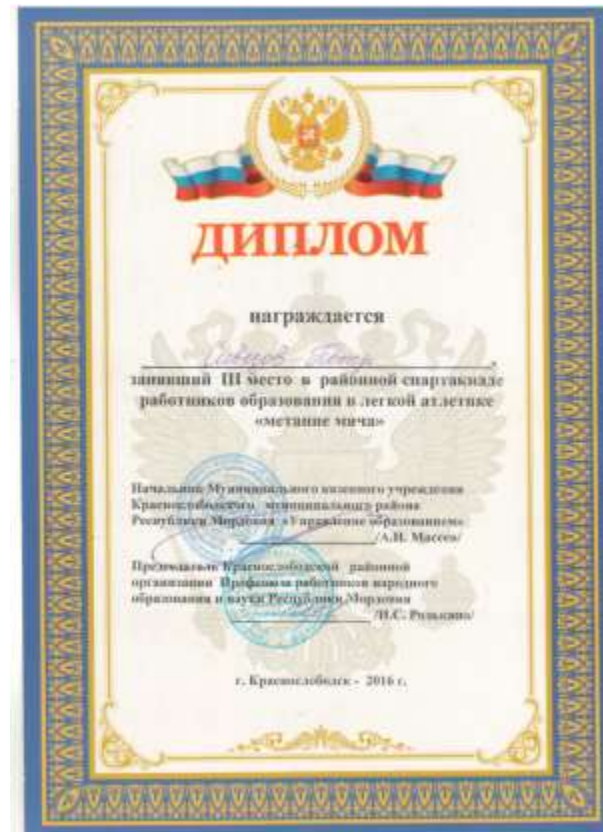 ДИПЛОМ
награждается
занявший III место в районной спартакиаде
работников образования в легкой атлетике
«метание мяча»
Начальник Муниципального казенного учреждения
Краснослободского муниципального района
Республики Мордовия «Управление образованием»
Председатель Краснослободской районной
организации Профсоюза работников народного
образования и науки Республики Мордовия
г. Краснослободск - 2016 г.